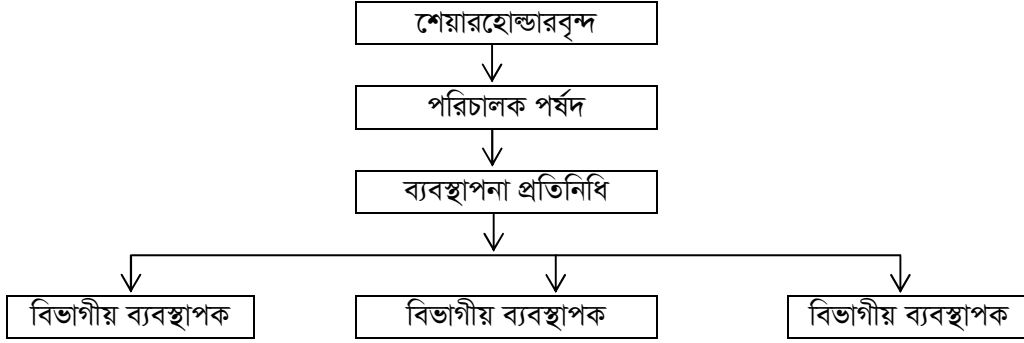 শেয়ারহোল্ডারবৃন্দ
পরিচালক পর্ষদ
ব্যবস্থাপনা প্রতিনিধি
বিভাগীয় ব্যবস্থাপক
বিভাগীয় ব্যবস্থাপক
বিভাগীয় ব্যবস্থাপক